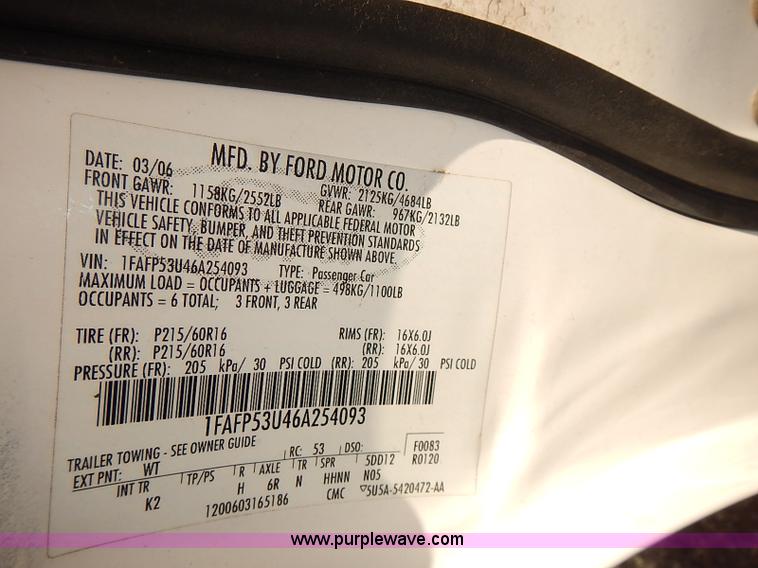 MFD. BY FORD MOTOR CO.
DATE: 03/06 GVWR: 2125KG/4684LB
FRONT GAWR: 1158KG/2552LB REAR GAWR: 967KG/2132LB
THIS VEHICLE CONFORMS TO ALL APPLICABLE FEDERAL MOTOR
VEHICLE SAFETY, BUMPER, AND THEFT PREVENTION STANDARDS
IN EFFECT ON THE DATE OF MANUFACTURE SHOWN ABOVE.
VIN: 1FAFP53U46A254093 TYPE: Passenger Car
MAXIMUM LOAD = OCCUPANTS + LUGGAGE = 498KG/1100LB
OCCUPANTS = 6 TOTAL; 3 FRONT, 3 REAR
TIRE (FR): P215/60R16 RIMS (FR): 16X6.0J
(RR): P215/60R16 (RR): 16X6.0J
PRESSURE (FR): 205 kPa/ 30 PSI COLD (RR): 205 kPa/ 30 PSI COLD
1FAFP53U46A254093
TRAILER TOWING - SEE OWNER GUIDE RC: 53 DSO: F0083
EXT PNT: WT 5DD12 R0120
INT TR TP/PS R AXLE TR SPR N05
K2 H 6R N HHNN
1200603165186 CMC ▽5U5A-5420472-AA
www.purplewave.com